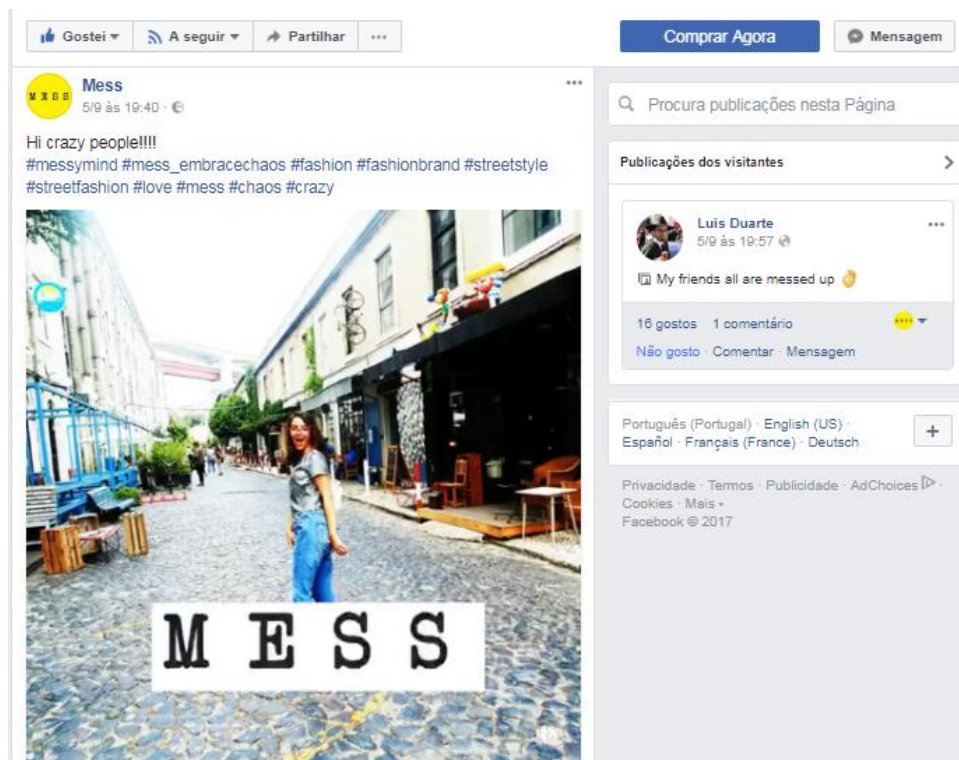 Gostei
A seguir
Partilhar
Comprar Agora
Mensagem
MESS
Mess
5/9 às 19:40
Hi crazy people!!!!
#messymind #mess_embracechaos #fashion #fashionbrand #streetstyle
#streetfashion #love #mess #chaos #crazy
M E S S
Procura publicações nesta Página
Publicações dos visitantes
Luis Duarte
5/9 às 19:57
My friends all are messed up 👌
16 gostos 1 comentário
Não gosto · Comentar · Mensagem
Português (Portugal) · English (US) ·
Español · Français (France) · Deutsch
Privacidade · Termos · Publicidade · AdChoices ·
Cookies · Mais
Facebook © 2017